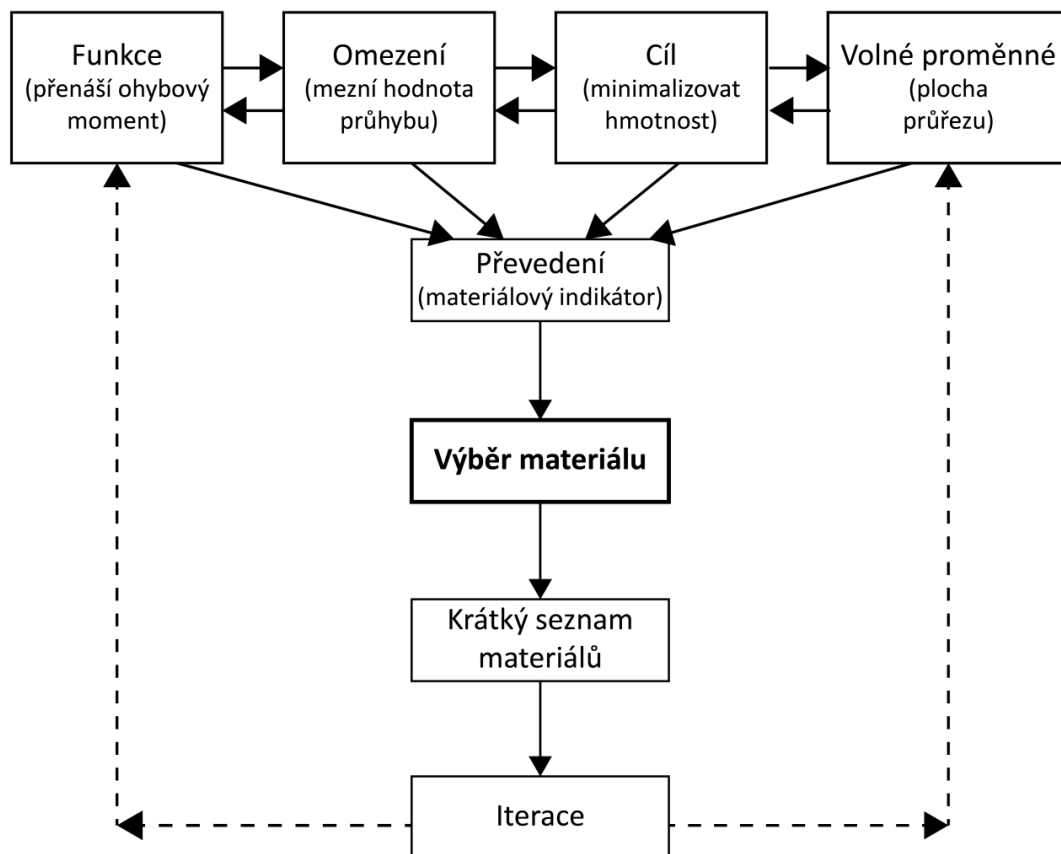 Funkce
(přenáší ohybový
moment)
Omezení
(mezní hodnota
průhybu)
Cíl
(minimalizovat
hmotnost)
Volné proměnné
(plocha
průřezu)
Převedení
(materiálový indikátor)
Výběr materiálu
Krátký seznam
materiálů
Iterace